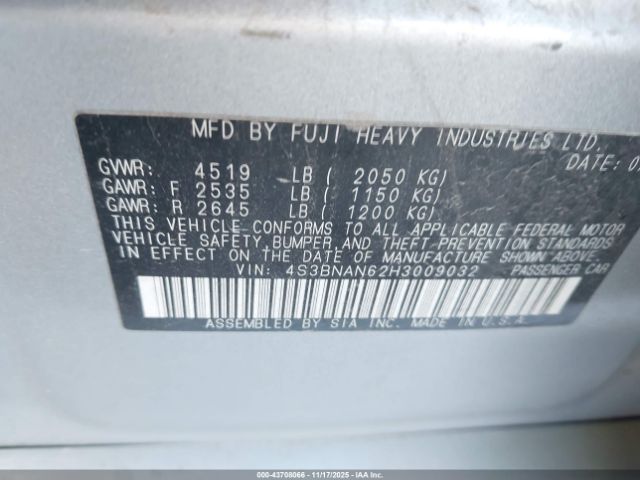 MFD BY FUJI HEAVY INDUSTRIES LTD.
DATE: 0
GVWR: 4519 LB ( 2050 KG)
GAWR: F 2535 LB ( 1150 KG)
GAWR: R 2645 LB ( 1200 KG)
THIS VEHICLE CONFORMS TO ALL APPLICABLE FEDERAL MOTOR
VEHICLE SAFETY, BUMPER, AND THEFT PREVENTION STANDARDS
IN EFFECT ON THE DATE OF MANUFACTURE SHOWN ABOVE.
VIN: 4S3BNAN62H3009032 PASSENGER CAR
ASSEMBLED BY SIA INC. MADE IN U.S.A.
000-43708066 - 11/17/2025 - IAAI.COM